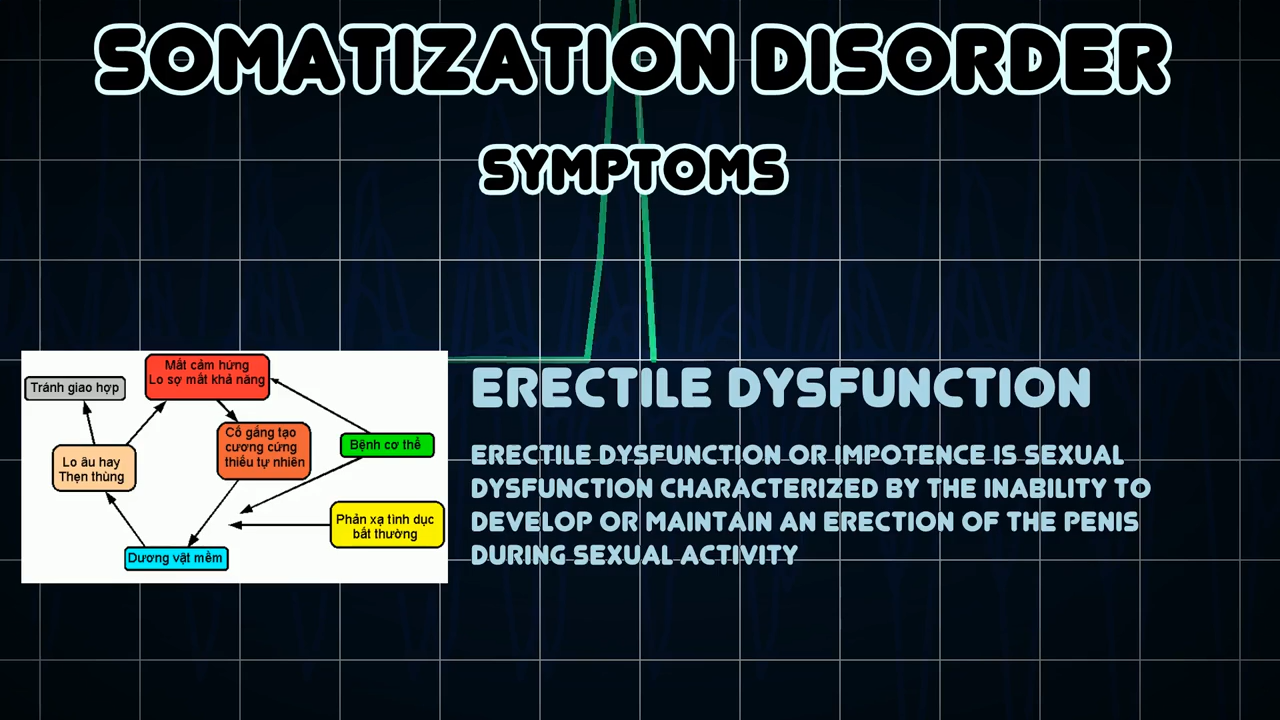 SOMATIZATION DISORDER
SYMPTOMS
Mất cảm hứng
Lo sợ mất khả năng
Tránh giao hợp
Cố gắng tạo
cương cứng
thiếu tự nhiên
Bệnh cơ thể
Lo âu hay
Thẹn thùng
Phản xạ tình dục
bất thường
Dương vật mềm
ERECTILE DYSFUNCTION
ERECTILE DYSFUNCTION OR IMPOTENCE IS SEXUAL
DYSFUNCTION CHARACTERIZED BY THE INABILITY TO
DEVELOP OR MAINTAIN AN ERECTION OF THE PENIS
DURING SEXUAL ACTIVITY